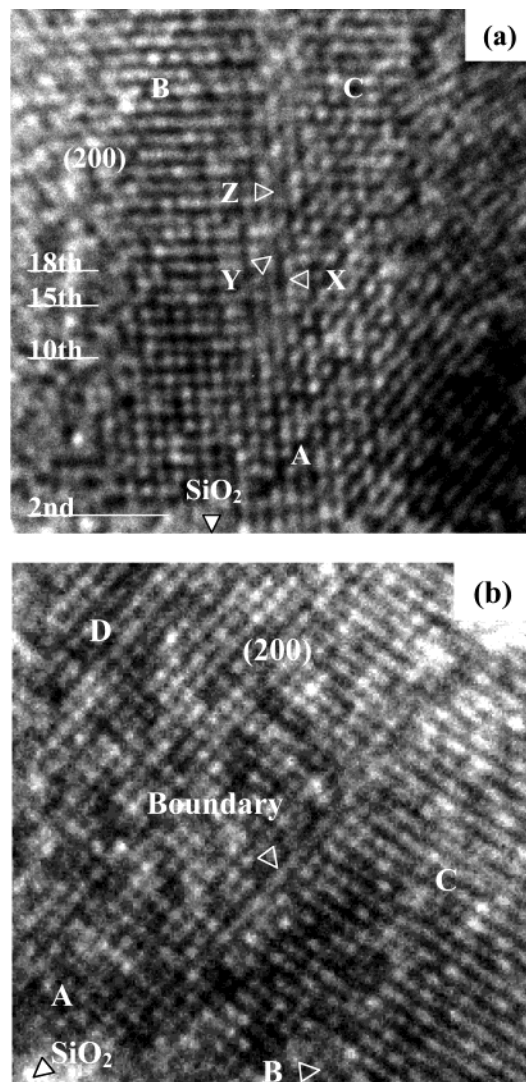 (a)
B C
(200)
Z
18th
Y X
15th
10th
A
SiO₂
2nd
(b)
D
(200)
Boundary
C
A
SiO₂
B